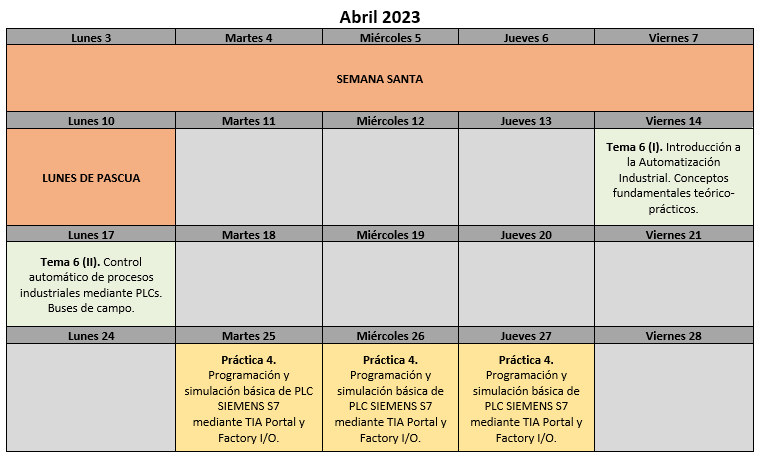 Abril 2023
Lunes 3 Martes 4 Miércoles 5 Jueves 6 Viernes 7
SEMANA SANTA
Lunes 10 Martes 11 Miércoles 12 Jueves 13 Viernes 14
LUNES DE PASCUA
Tema 6 (I). Introducción a
la Automatización
Industrial. Conceptos
fundamentales teórico-
prácticos.
Lunes 17 Martes 18 Miércoles 19 Jueves 20 Viernes 21
Tema 6 (II). Control
automático de procesos
industriales mediante PLCs.
Buses de campo.
Lunes 24 Martes 25 Miércoles 26 Jueves 27 Viernes 28
Práctica 4.
Programación y
simulación básica de PLC
SIEMENS S7
mediante TIA Portal y
Factory I/O.
Práctica 4.
Programación y
simulación básica de
PLC SIEMENS S7
mediante TIA Portal y
Factory I/O.
Práctica 4.
Programación y
simulación básica de
PLC SIEMENS S7
mediante TIA Portal y
Factory I/O.